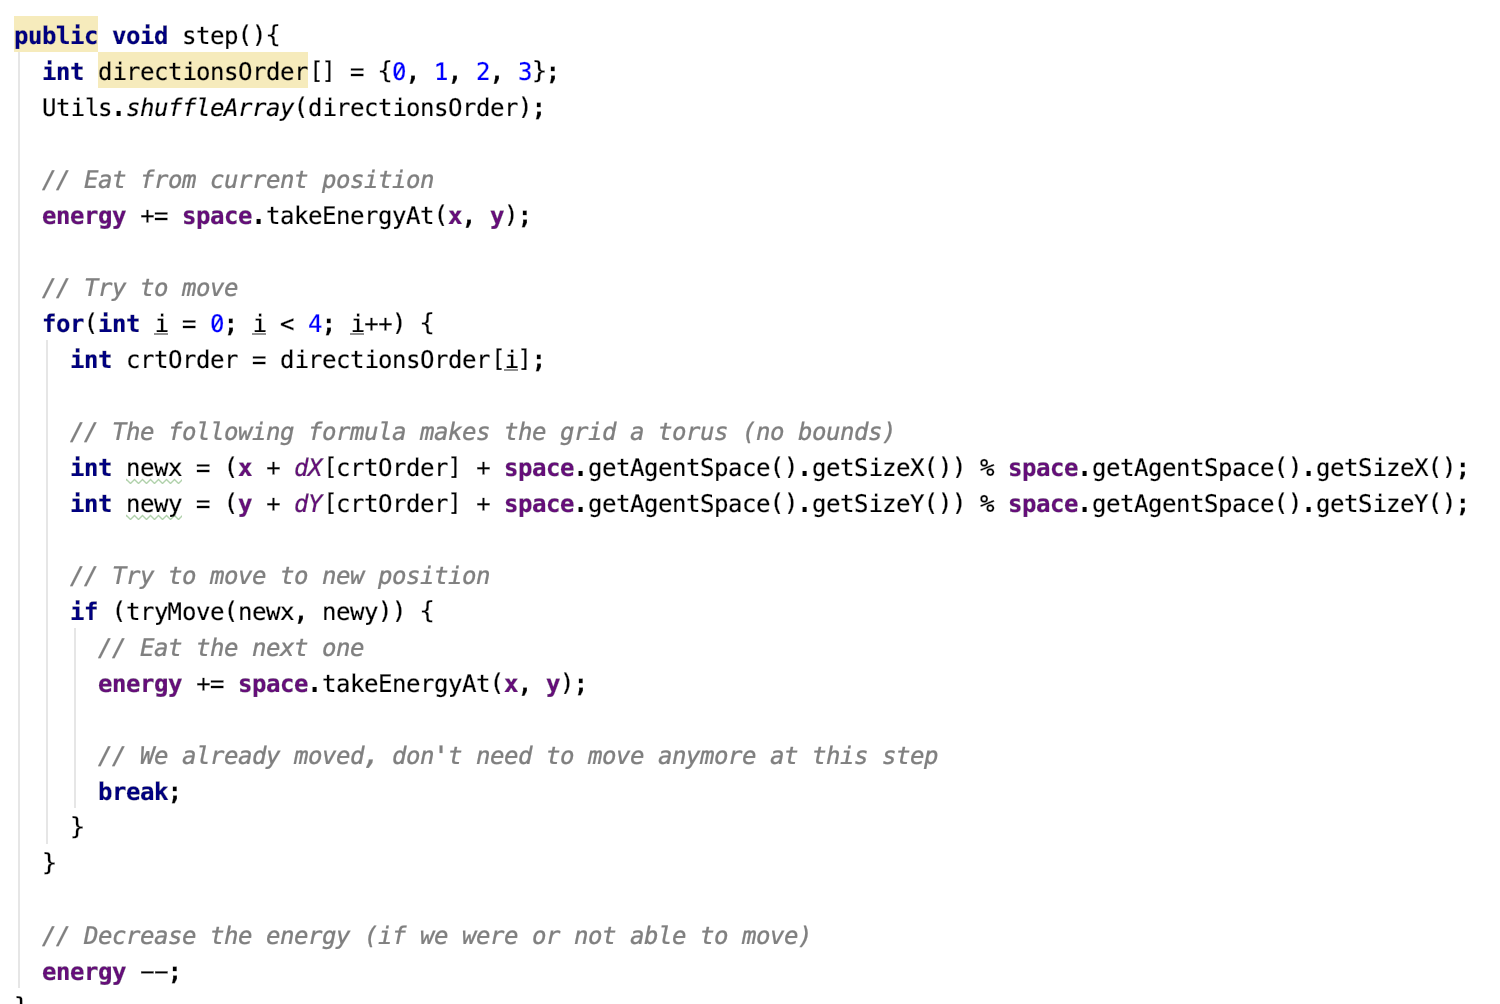 public void step(){
  int directionsOrder[] = {0, 1, 2, 3};
  Utils.shuffleArray(directionsOrder);

  // Eat from current position
  energy += space.takeEnergyAt(x, y);

  // Try to move
  for(int i = 0; i < 4; i++) {
    int crtOrder = directionsOrder[i];

    // The following formula makes the grid a torus (no bounds)
    int newx = (x + dX[crtOrder] + space.getAgentSpace().getSizeX()) % space.getAgentSpace().getSizeX();
    int newy = (y + dY[crtOrder] + space.getAgentSpace().getSizeY()) % space.getAgentSpace().getSizeY();

    // Try to move to new position
    if (tryMove(newx, newy)) {
      // Eat the next one
      energy += space.takeEnergyAt(x, y);

      // We already moved, don't need to move anymore at this step
      break;
    }
  }

  // Decrease the energy (if we were or not able to move)
  energy --;
}